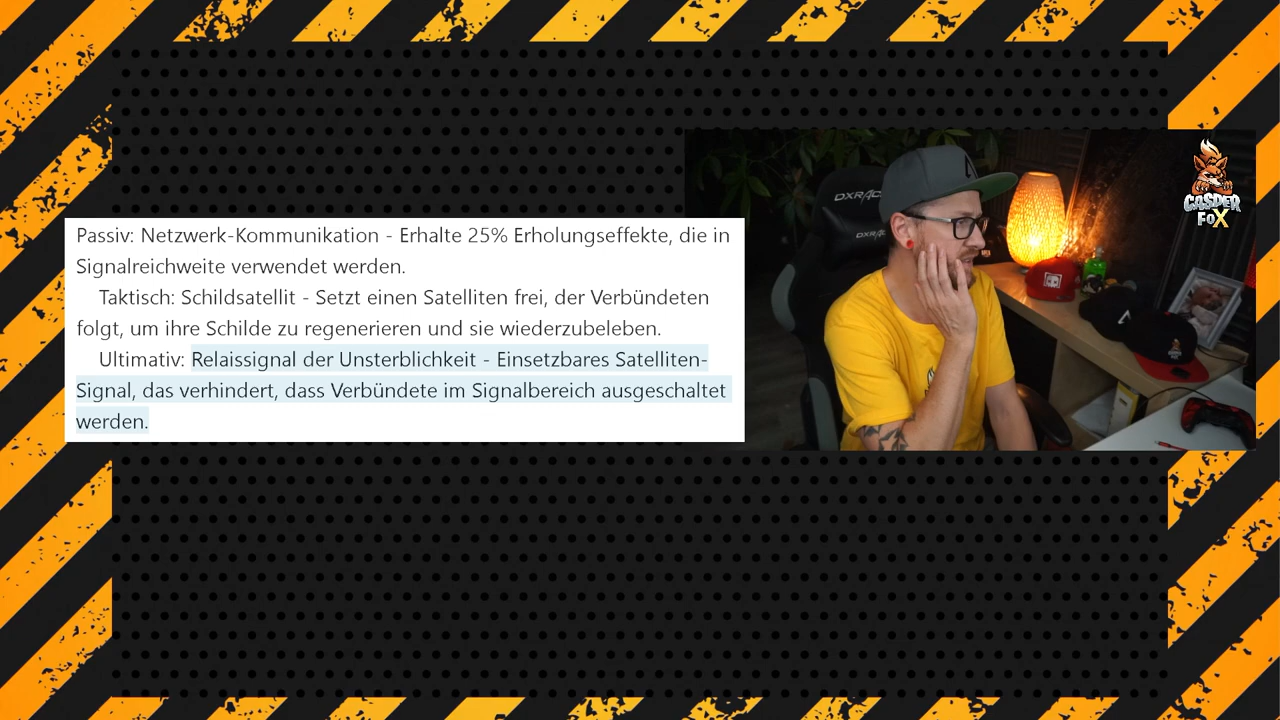 Passiv: Netzwerk-Kommunikation - Erhalte 25% Erholungseffekte, die in
Signalreichweite verwendet werden.
Taktisch: Schildsatellit - Setzt einen Satelliten frei, der Verbündeten
folgt, um ihre Schilde zu regenerieren und sie wiederzubeleben.
Ultimativ: Relaissignal der Unsterblichkeit - Einsetzbares Satelliten-
Signal, das verhindert, dass Verbündete im Signalbereich ausgeschaltet
werden.
CASPER
FoX